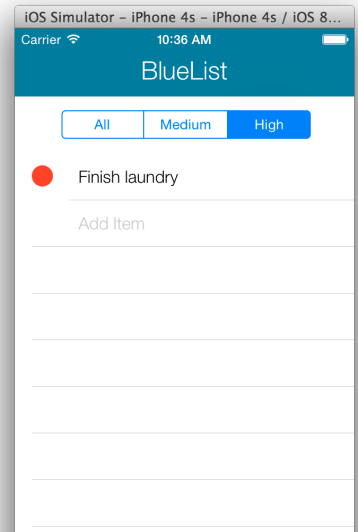 iOS Simulator – iPhone 4s – iPhone 4s / iOS 8...
Carrier 10:36 AM
BlueList
All Medium High
Finish laundry
Add Item